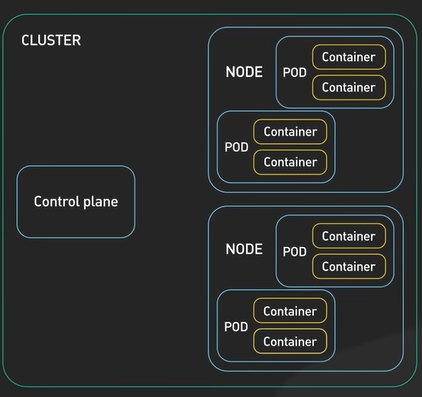 CLUSTER
NODE
POD
Container
Container
POD
Container
Container
Control plane
NODE
POD
Container
Container
POD
Container
Container